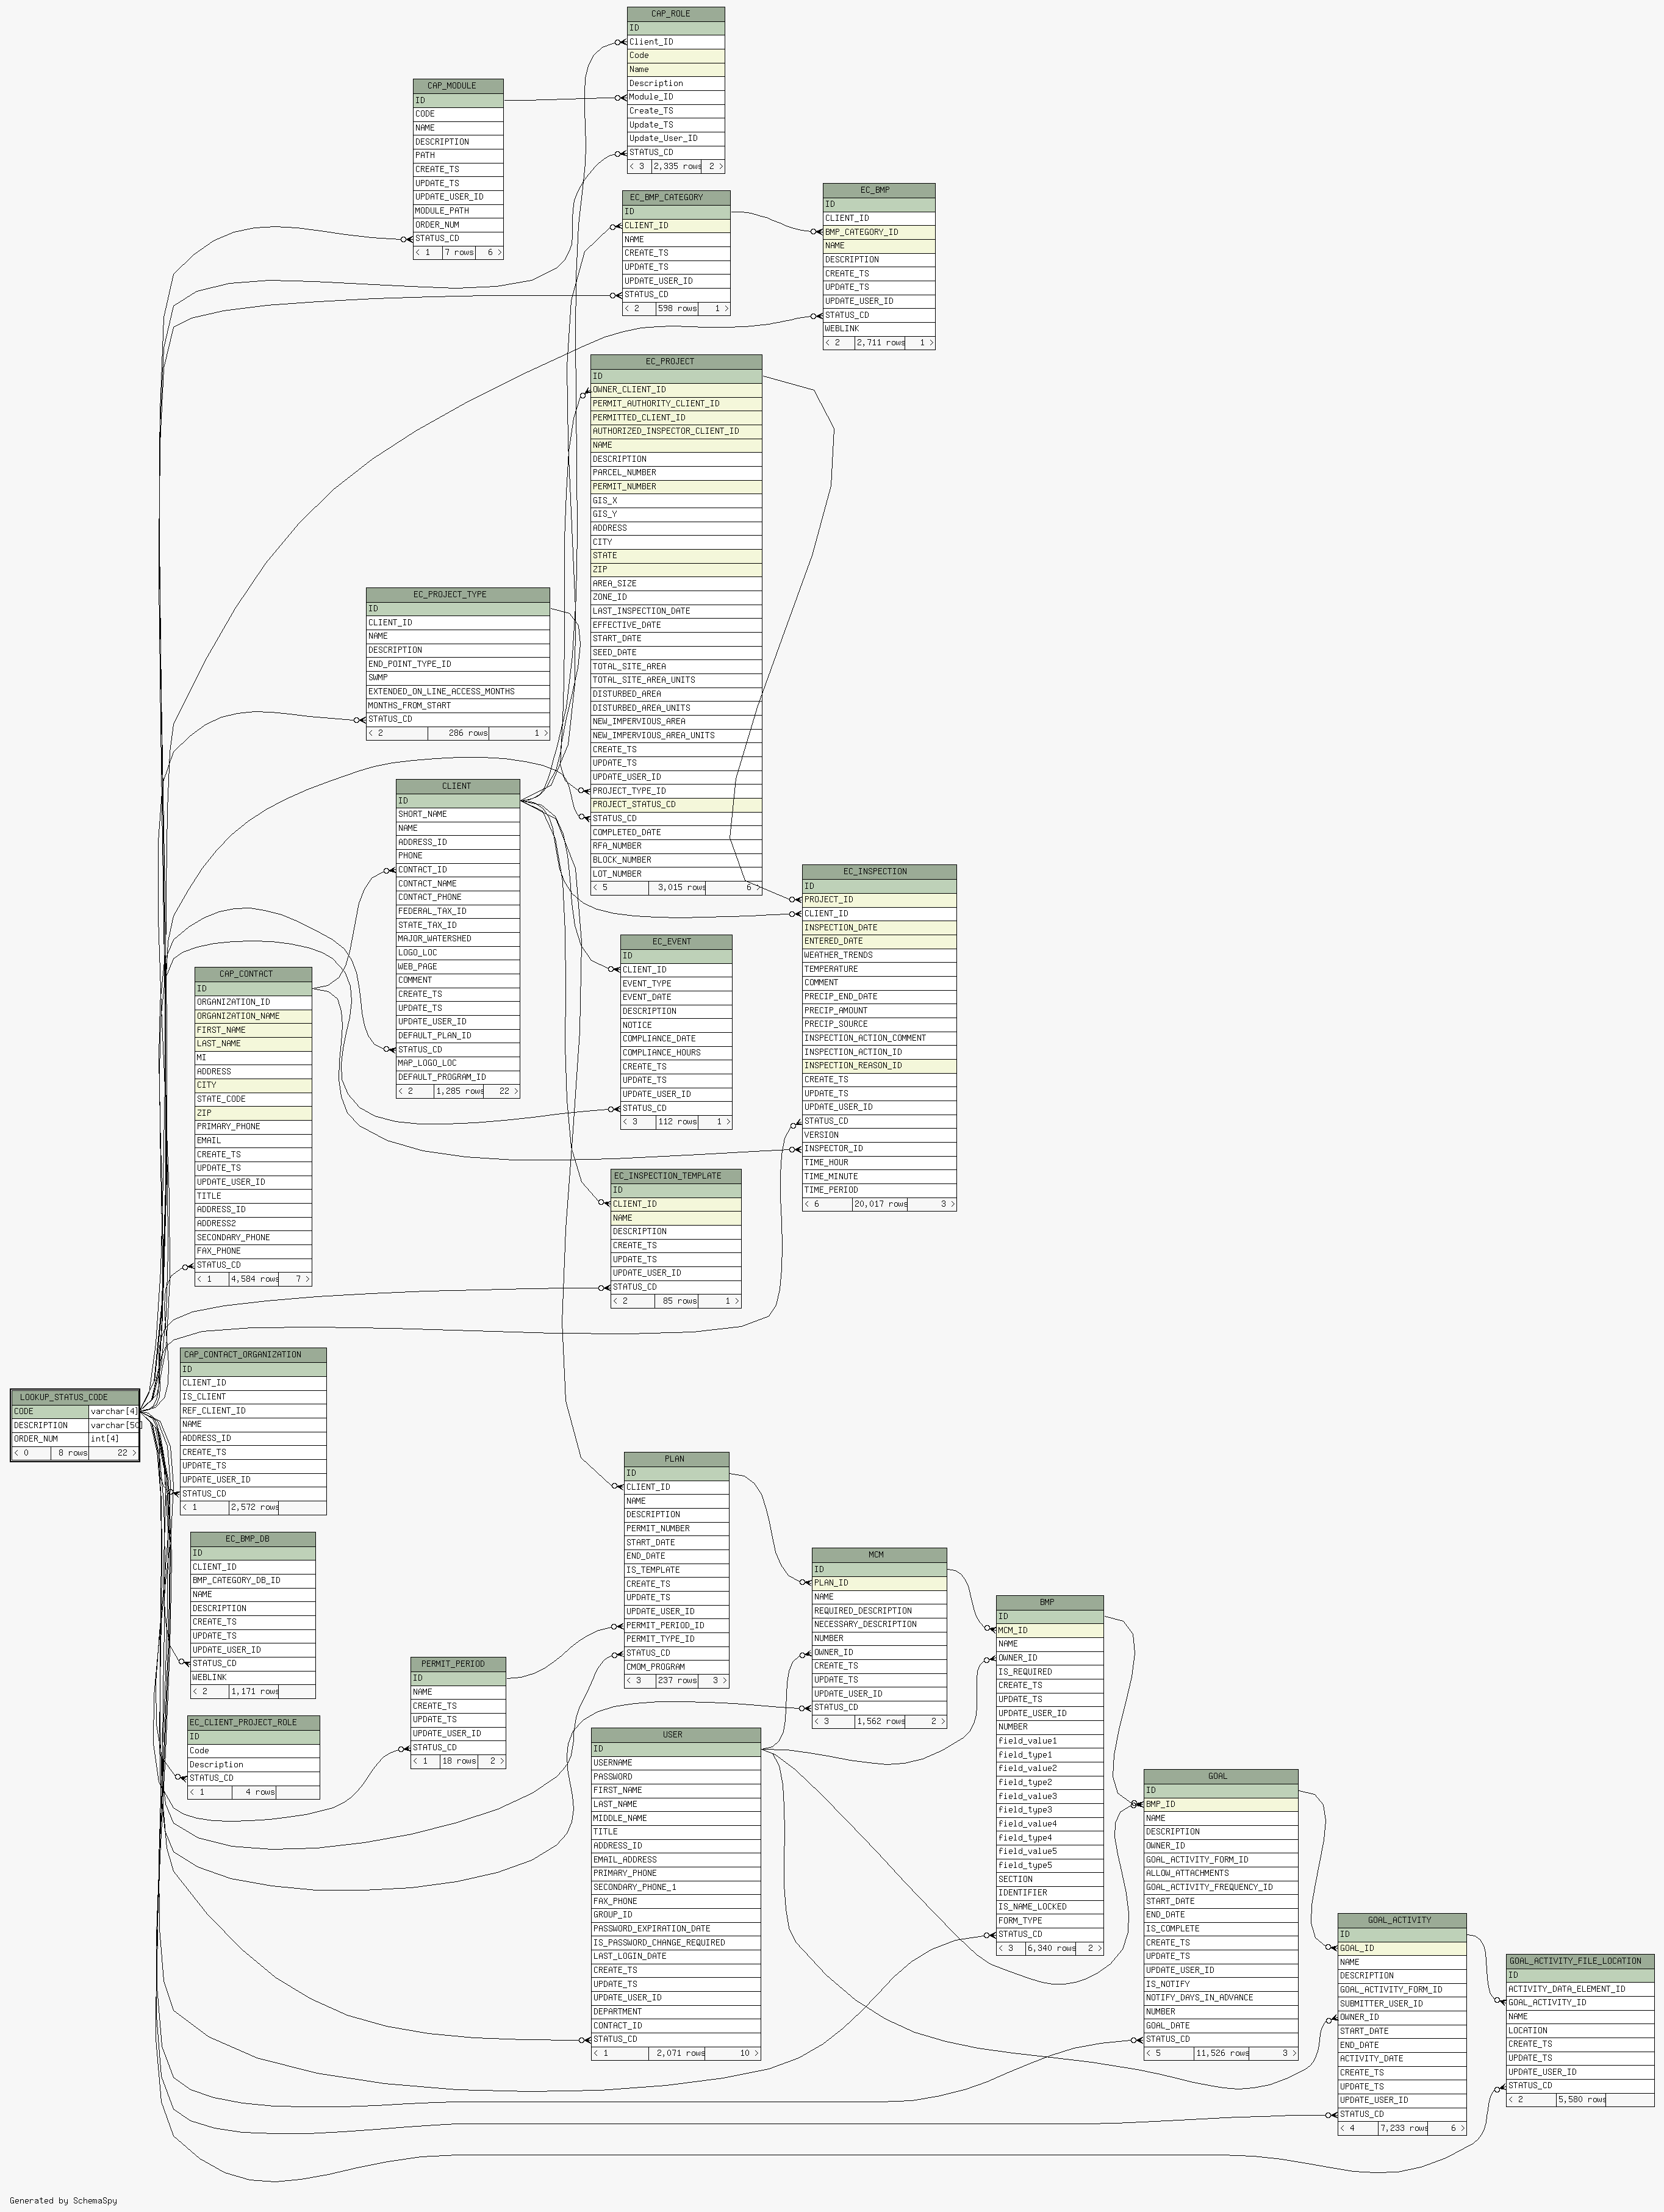 CAP_ROLE
ID
Client_ID
Code
Name
Description
Module_ID
Create_TS
Update_TS
Update_User_ID
STATUS_CD
< 3 2,335 rows 2 >
CAP_MODULE
ID
CODE
NAME
DESCRIPTION
PATH
CREATE_TS
UPDATE_TS
UPDATE_USER_ID
MODULE_PATH
ORDER_NUM
STATUS_CD
< 1 7 rows 6 >
EC_BMP_CATEGORY
ID
CLIENT_ID
NAME
CREATE_TS
UPDATE_TS
UPDATE_USER_ID
STATUS_CD
< 2 598 rows 1 >
EC_BMP
ID
CLIENT_ID
BMP_CATEGORY_ID
NAME
DESCRIPTION
CREATE_TS
UPDATE_TS
UPDATE_USER_ID
STATUS_CD
WEBLINK
< 2 2,711 rows 1 >
EC_PROJECT
ID
OWNER_CLIENT_ID
PERMIT_AUTHORITY_CLIENT_ID
PERMITTED_CLIENT_ID
AUTHORIZED_INSPECTOR_CLIENT_ID
NAME
DESCRIPTION
PARCEL_NUMBER
PERMIT_NUMBER
GIS_X
GIS_Y
ADDRESS
CITY
STATE
ZIP
AREA_SIZE
ZONE_ID
LAST_INSPECTION_DATE
EFFECTIVE_DATE
START_DATE
SEED_DATE
TOTAL_SITE_AREA
TOTAL_SITE_AREA_UNITS
DISTURBED_AREA
DISTURBED_AREA_UNITS
NEW_IMPERVIOUS_AREA
NEW_IMPERVIOUS_AREA_UNITS
CREATE_TS
UPDATE_TS
UPDATE_USER_ID
PROJECT_TYPE_ID
PROJECT_STATUS_CD
STATUS_CD
COMPLETED_DATE
RFA_NUMBER
BLOCK_NUMBER
LOT_NUMBER
< 5 3,015 rows 6 >
EC_PROJECT_TYPE
ID
CLIENT_ID
NAME
DESCRIPTION
END_POINT_TYPE_ID
SWMP
EXTENDED_ON_LINE_ACCESS_MONTHS
MONTHS_FROM_START
STATUS_CD
< 2 286 rows 1 >
CLIENT
ID
SHORT_NAME
NAME
ADDRESS_ID
PHONE
CONTACT_ID
CONTACT_NAME
CONTACT_PHONE
FEDERAL_TAX_ID
STATE_TAX_ID
MAJOR_WATERSHED
LOGO_LOC
WEB_PAGE
COMMENT
CREATE_TS
UPDATE_TS
UPDATE_USER_ID
DEFAULT_PLAN_ID
STATUS_CD
MAP_LOGO_LOC
DEFAULT_PROGRAM_ID
< 2 1,285 rows 22 >
EC_INSPECTION
ID
PROJECT_ID
CLIENT_ID
INSPECTION_DATE
ENTERED_DATE
WEATHER_TRENDS
TEMPERATURE
COMMENT
PRECIP_END_DATE
PRECIP_AMOUNT
PRECIP_SOURCE
INSPECTION_ACTION_COMMENT
INSPECTION_ACTION_ID
INSPECTION_REASON_ID
CREATE_TS
UPDATE_TS
UPDATE_USER_ID
STATUS_CD
VERSION
INSPECTOR_ID
TIME_HOUR
TIME_MINUTE
TIME_PERIOD
< 6 20,017 rows 3 >
EC_EVENT
ID
CLIENT_ID
EVENT_TYPE
EVENT_DATE
DESCRIPTION
NOTICE
COMPLIANCE_DATE
COMPLIANCE_HOURS
CREATE_TS
UPDATE_TS
UPDATE_USER_ID
STATUS_CD
< 3 112 rows 1 >
CAP_CONTACT
ID
ORGANIZATION_ID
ORGANIZATION_NAME
FIRST_NAME
LAST_NAME
MI
ADDRESS
CITY
STATE_CODE
ZIP
PRIMARY_PHONE
EMAIL
CREATE_TS
UPDATE_TS
UPDATE_USER_ID
TITLE
ADDRESS_ID
ADDRESS2
SECONDARY_PHONE
FAX_PHONE
STATUS_CD
< 1 4,584 rows 7 >
EC_INSPECTION_TEMPLATE
ID
CLIENT_ID
NAME
DESCRIPTION
CREATE_TS
UPDATE_TS
UPDATE_USER_ID
STATUS_CD
< 2 85 rows 1 >
CAP_CONTACT_ORGANIZATION
ID
CLIENT_ID
IS_CLIENT
REF_CLIENT_ID
NAME
ADDRESS_ID
CREATE_TS
UPDATE_TS
UPDATE_USER_ID
STATUS_CD
< 1 2,572 rows
LOOKUP_STATUS_CODE
CODE varchar[4]
DESCRIPTION varchar[50]
ORDER_NUM int[4]
< 0 8 rows 22 >
EC_BMP_DB
ID
CLIENT_ID
BMP_CATEGORY_DB_ID
NAME
DESCRIPTION
CREATE_TS
UPDATE_TS
UPDATE_USER_ID
STATUS_CD
WEBLINK
< 2 1,171 rows
EC_CLIENT_PROJECT_ROLE
ID
Code
Description
STATUS_CD
< 1 4 rows
PLAN
ID
CLIENT_ID
NAME
DESCRIPTION
PERMIT_NUMBER
START_DATE
END_DATE
IS_TEMPLATE
CREATE_TS
UPDATE_TS
UPDATE_USER_ID
PERMIT_PERIOD_ID
PERMIT_TYPE_ID
STATUS_CD
CMOM_PROGRAM
< 3 237 rows 3 >
PERMIT_PERIOD
ID
NAME
CREATE_TS
UPDATE_TS
UPDATE_USER_ID
STATUS_CD
< 1 18 rows 2 >
MCM
ID
PLAN_ID
NAME
REQUIRED_DESCRIPTION
NECESSARY_DESCRIPTION
NUMBER
OWNER_ID
CREATE_TS
UPDATE_TS
UPDATE_USER_ID
STATUS_CD
< 3 1,562 rows 2 >
BMP
ID
MCM_ID
NAME
OWNER_ID
IS_REQUIRED
CREATE_TS
UPDATE_TS
UPDATE_USER_ID
NUMBER
field_value1
field_type1
field_value2
field_type2
field_value3
field_type3
field_value4
field_type4
field_value5
field_type5
SECTION
IDENTIFIER
IS_NAME_LOCKED
FORM_TYPE
STATUS_CD
< 3 6,340 rows 2 >
USER
ID
USERNAME
PASSWORD
FIRST_NAME
LAST_NAME
MIDDLE_NAME
TITLE
ADDRESS_ID
EMAIL_ADDRESS
PRIMARY_PHONE
SECONDARY_PHONE_1
FAX_PHONE
GROUP_ID
PASSWORD_EXPIRATION_DATE
IS_PASSWORD_CHANGE_REQUIRED
LAST_LOGIN_DATE
CREATE_TS
UPDATE_TS
UPDATE_USER_ID
DEPARTMENT
CONTACT_ID
STATUS_CD
< 1 2,071 rows 10 >
GOAL
ID
BMP_ID
NAME
DESCRIPTION
OWNER_ID
GOAL_ACTIVITY_FORM_ID
ALLOW_ATTACHMENTS
GOAL_ACTIVITY_FREQUENCY_ID
START_DATE
END_DATE
IS_COMPLETE
CREATE_TS
UPDATE_TS
UPDATE_USER_ID
IS_NOTIFY
NOTIFY_DAYS_IN_ADVANCE
NUMBER
GOAL_DATE
STATUS_CD
< 5 11,526 rows 3 >
GOAL_ACTIVITY
ID
GOAL_ID
NAME
DESCRIPTION
GOAL_ACTIVITY_FORM_ID
SUBMITTER_USER_ID
OWNER_ID
START_DATE
END_DATE
ACTIVITY_DATE
CREATE_TS
UPDATE_TS
UPDATE_USER_ID
STATUS_CD
< 4 7,233 rows 6 >
GOAL_ACTIVITY_FILE_LOCATION
ID
ACTIVITY_DATA_ELEMENT_ID
GOAL_ACTIVITY_ID
NAME
LOCATION
CREATE_TS
UPDATE_TS
UPDATE_USER_ID
STATUS_CD
< 2 5,580 rows
Generated by SchemaSpy